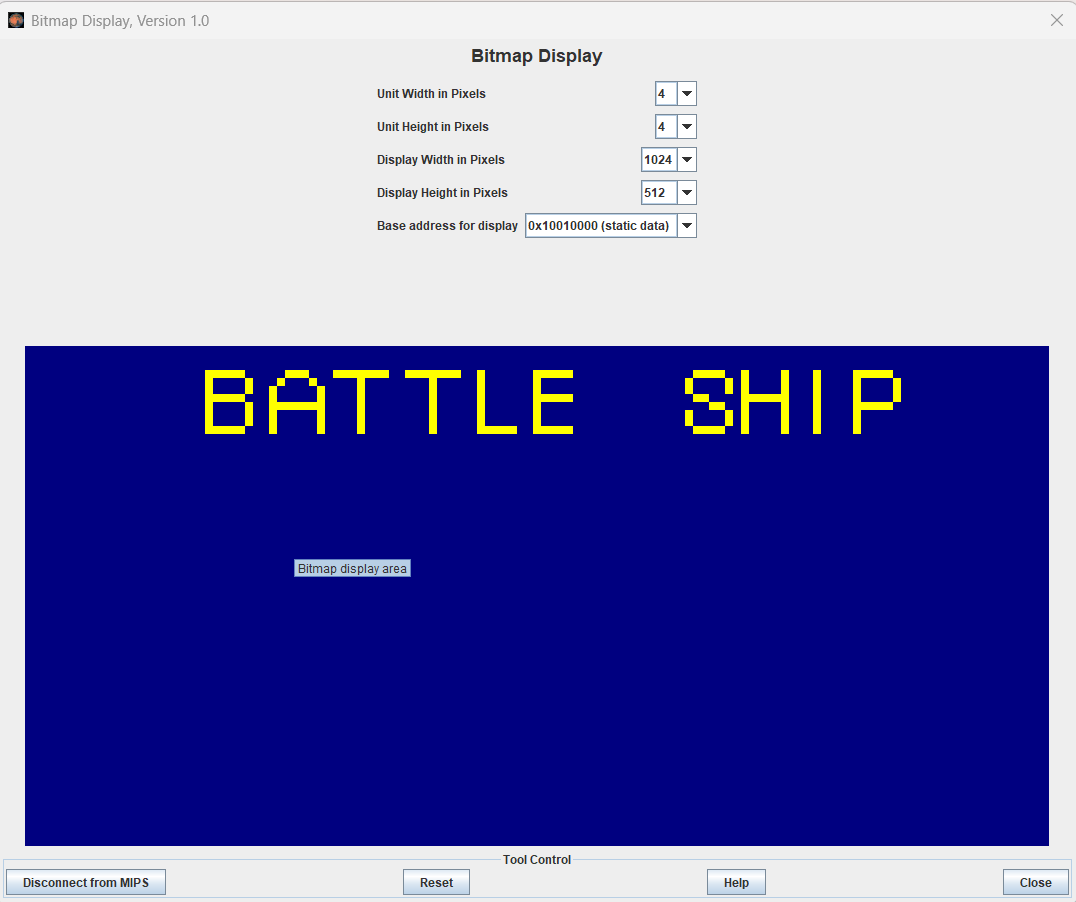 Bitmap Display, Version 1.0
Bitmap Display
Unit Width in Pixels 4
Unit Height in Pixels 4
Display Width in Pixels 1024
Display Height in Pixels 512
Base address for display 0x10010000 (static data)
BATTLE SHIP
Bitmap display area
Tool Control
Disconnect from MIPS Reset Help Close